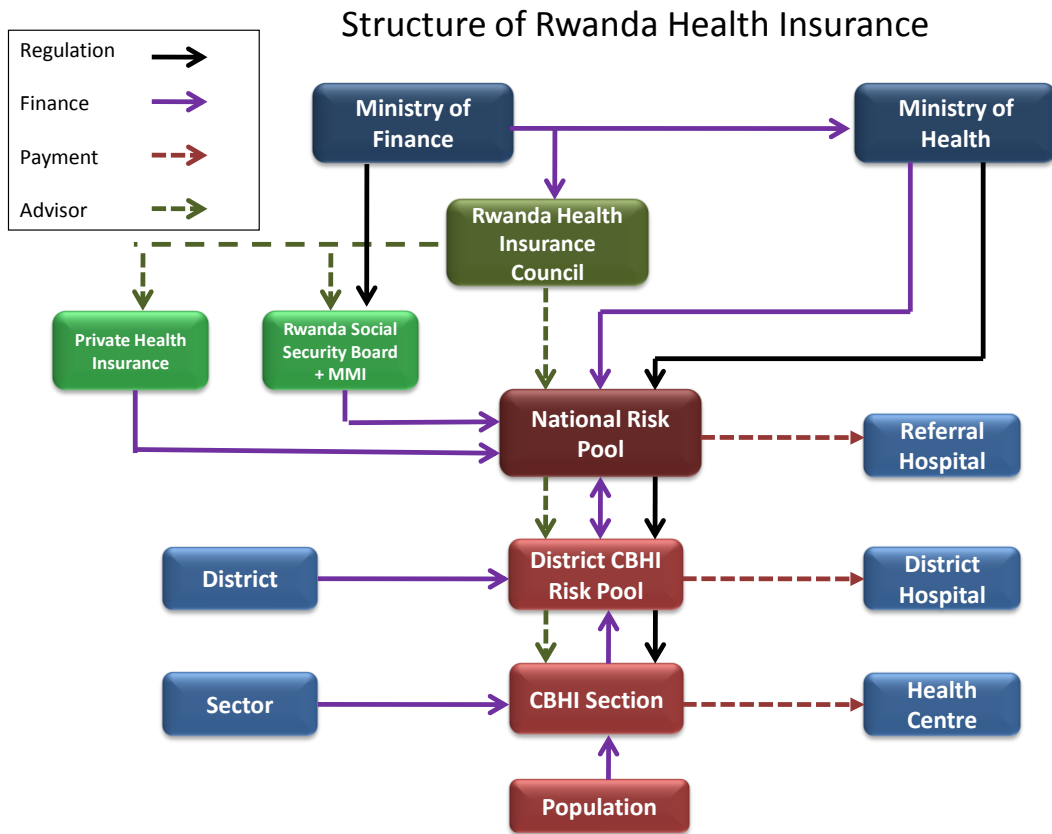 Structure of Rwanda Health Insurance
Regulation
Finance
Payment
Advisor
Ministry of
Finance
Ministry of
Health
Rwanda Health
Insurance
Council
Private Health
Insurance
Rwanda Social
Security Board
+ MMI
National Risk
Pool
Referral
Hospital
District
District CBHI
Risk Pool
District
Hospital
Sector
CBHI Section
Health
Centre
Population